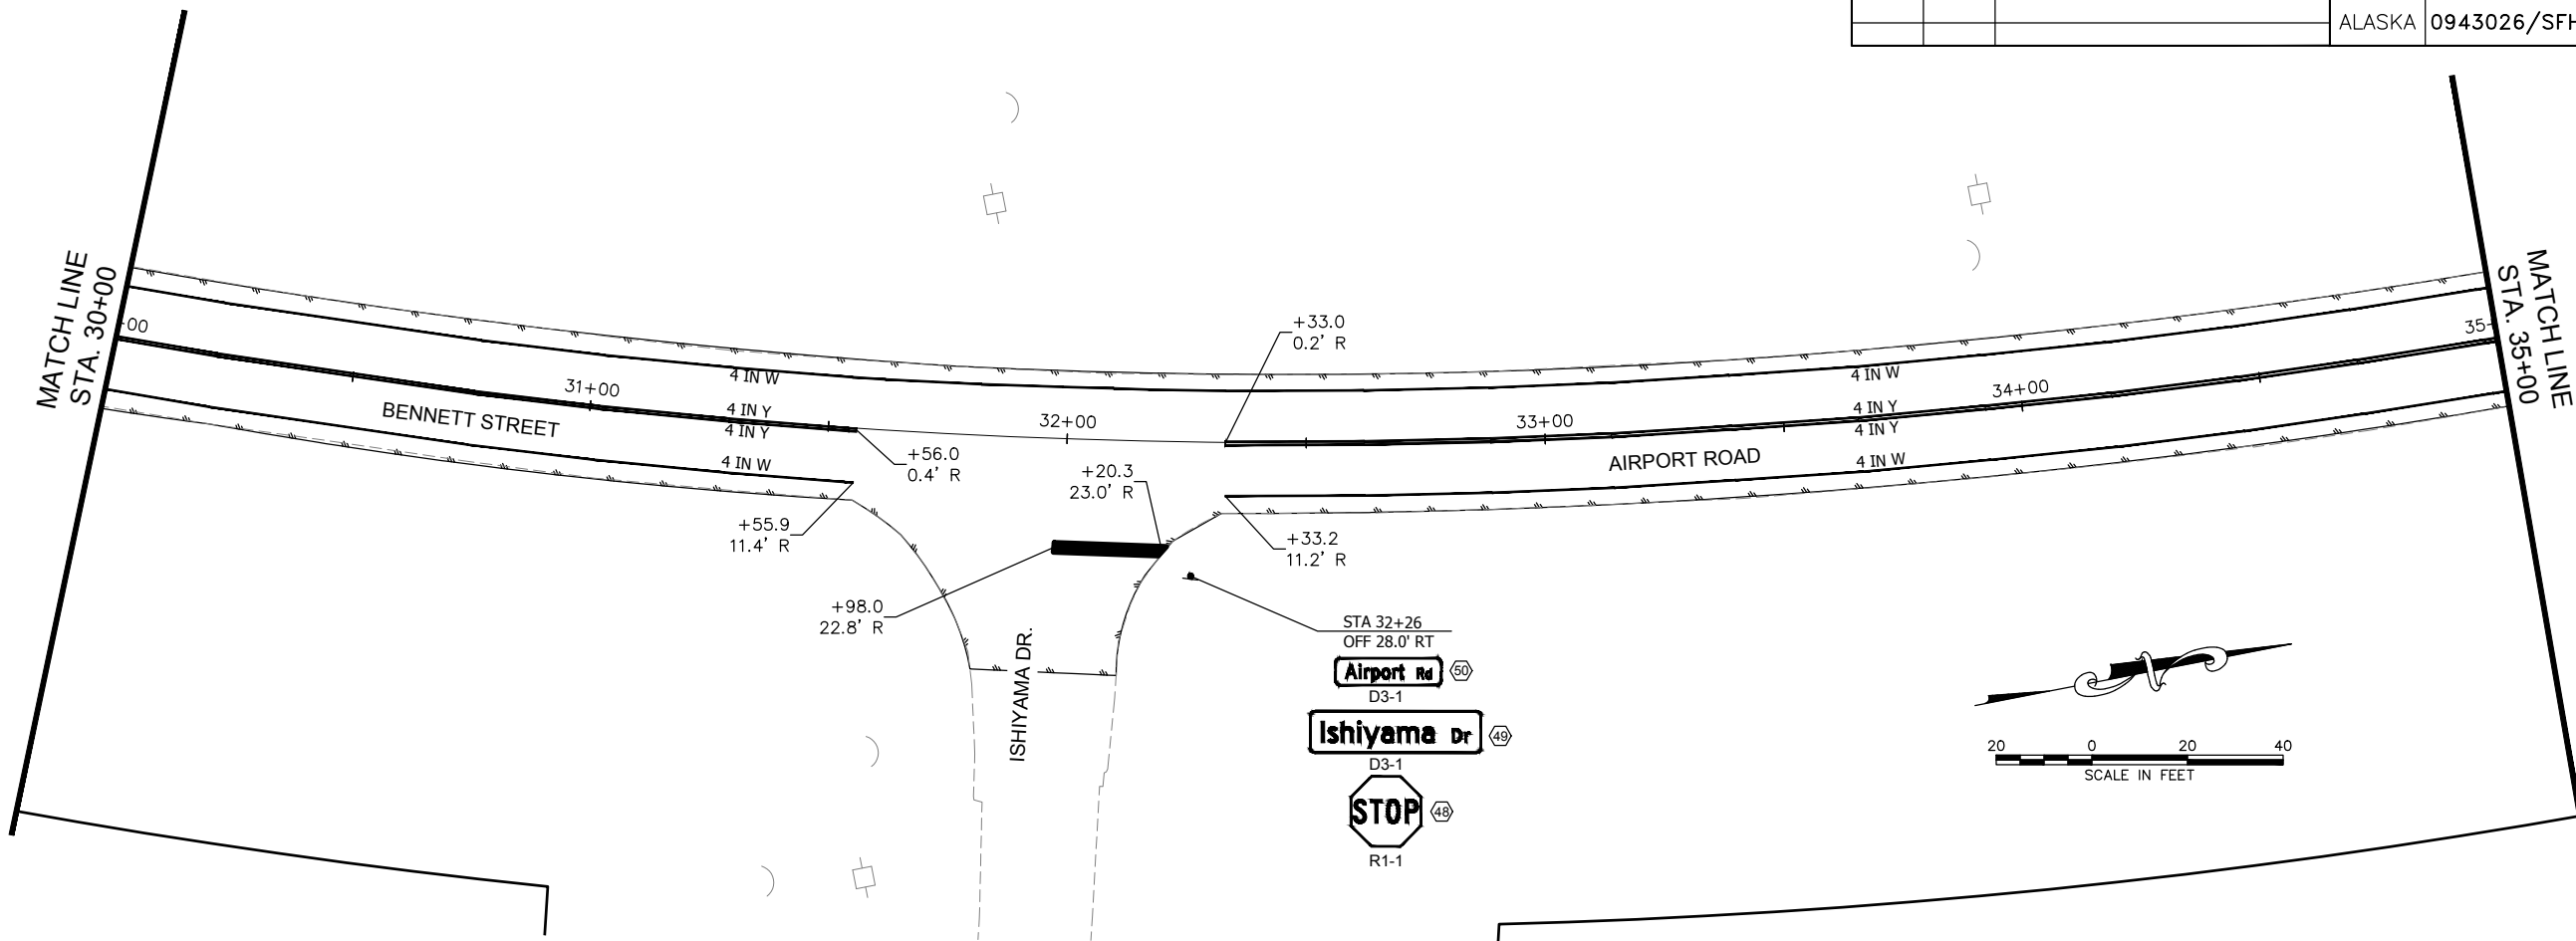 ALASKA
0943026/SFH
MATCH LINE
STA. 30+00
00
31+00
4 IN W
BENNETT STREET
4 IN Y
4 IN Y
4 IN W
+56.0
0.4' R
+55.9
11.4' R
32+00
+20.3
23.0' R
+33.0
0.2' R
33+00
+33.2
11.2' R
+98.0
22.8' R
ISHIYAMA DR.
AIRPORT ROAD
4 IN W
4 IN Y
4 IN Y
4 IN W
34+00
35
MATCH LINE
STA. 35+00
STA 32+26
OFF 28.0' RT
Airport Rd 50
D3-1
Ishiyama Dr 49
D3-1
STOP 48
R1-1
N
20 0 20 40
SCALE IN FEET